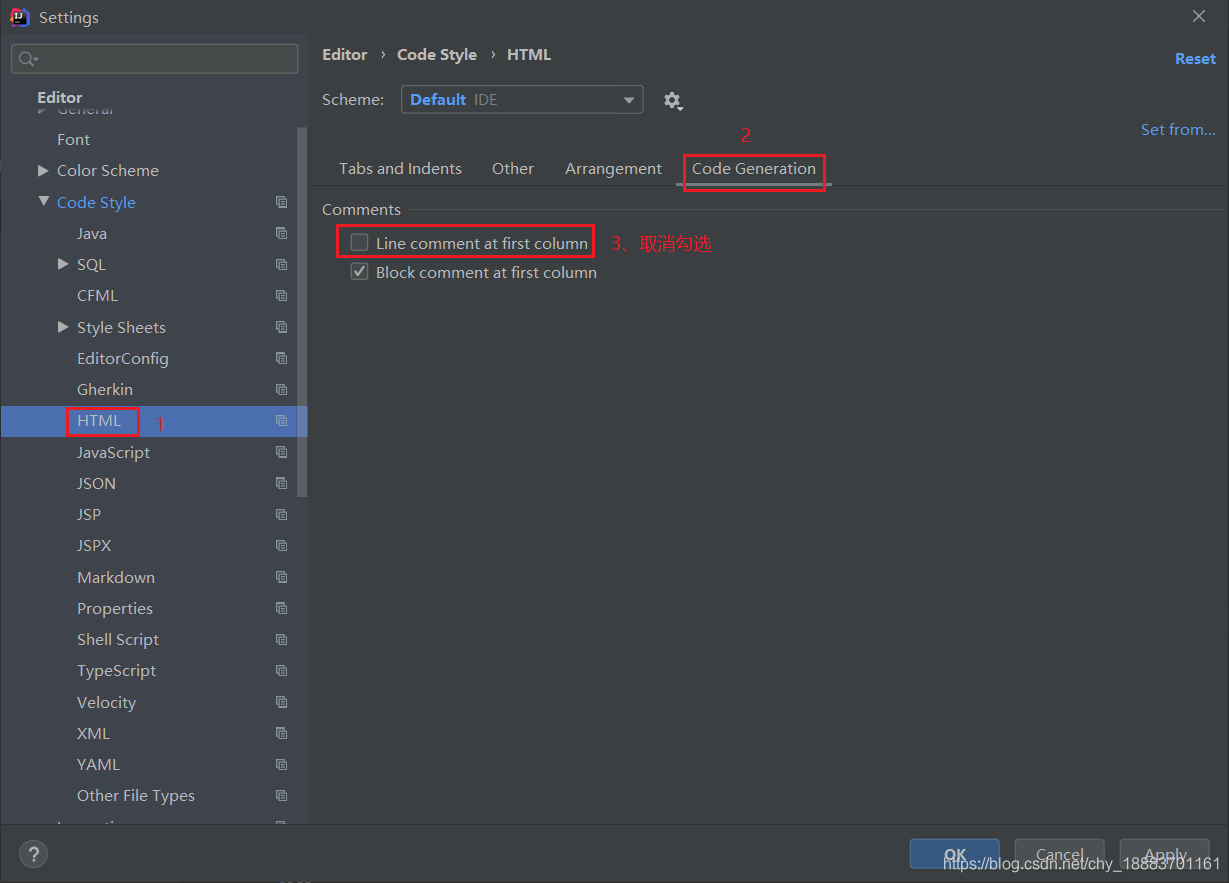 Settings
Editor
General
Font
Color Scheme
Code Style
Java
SQL
CFML
Style Sheets
EditorConfig
Gherkin
HTML 1
JavaScript
JSON
JSP
JSPX
Markdown
Properties
Shell Script
TypeScript
Velocity
XML
YAML
Other File Types
Editor › Code Style › HTML
Reset
Scheme: Default IDE
Set from...
2
Tabs and Indents Other Arrangement Code Generation
Comments
Line comment at first column 3、取消勾选
Block comment at first column
? OK Cancel Apply
https://blog.csdn.net/chy_18883701161